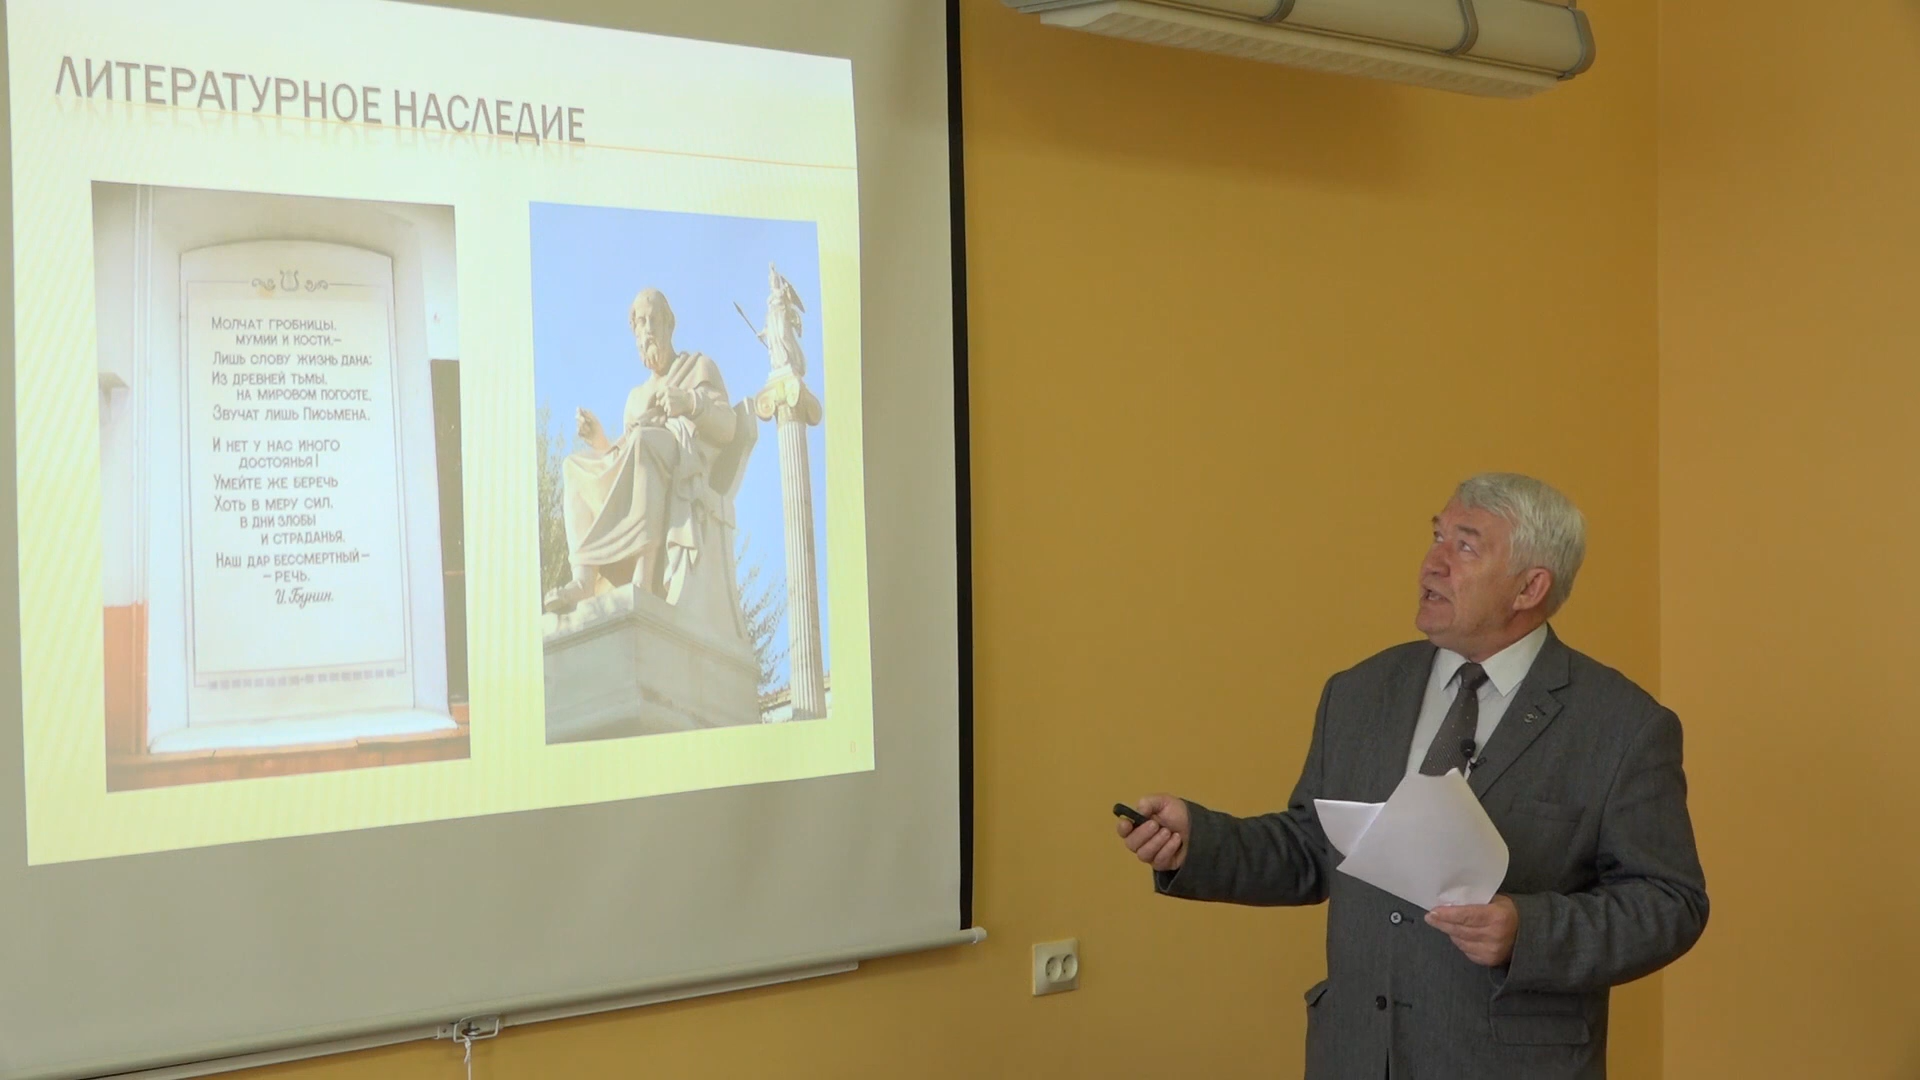 ЛИТЕРАТУРНОЕ НАСЛЕДИЕ
МОЛЧАТ ГРОБНИЦЫ,
МУМИИ И КОСТИ,—
ЛИШЬ СЛОВУ ЖИЗНЬ ДАНА:
ИЗ ДРЕВНЕЙ ТЬМЫ,
НА МИРОВОМ ПОГОСТЕ,
ЗВУЧАТ ЛИШЬ ПИСЬМЕНА.
И НЕТ У НАС ИНОГО
ДОСТОЯНЬЯ!
УМЕЙТЕ ЖЕ БЕРЕЧЬ
ХОТЬ В МЕРУ СИЛ,
В ДНИ ЗЛОБЫ
И СТРАДАНЬЯ,
НАШ ДАР БЕССМЕРТНЫЙ—
—РЕЧЬ.
И. Бунин.